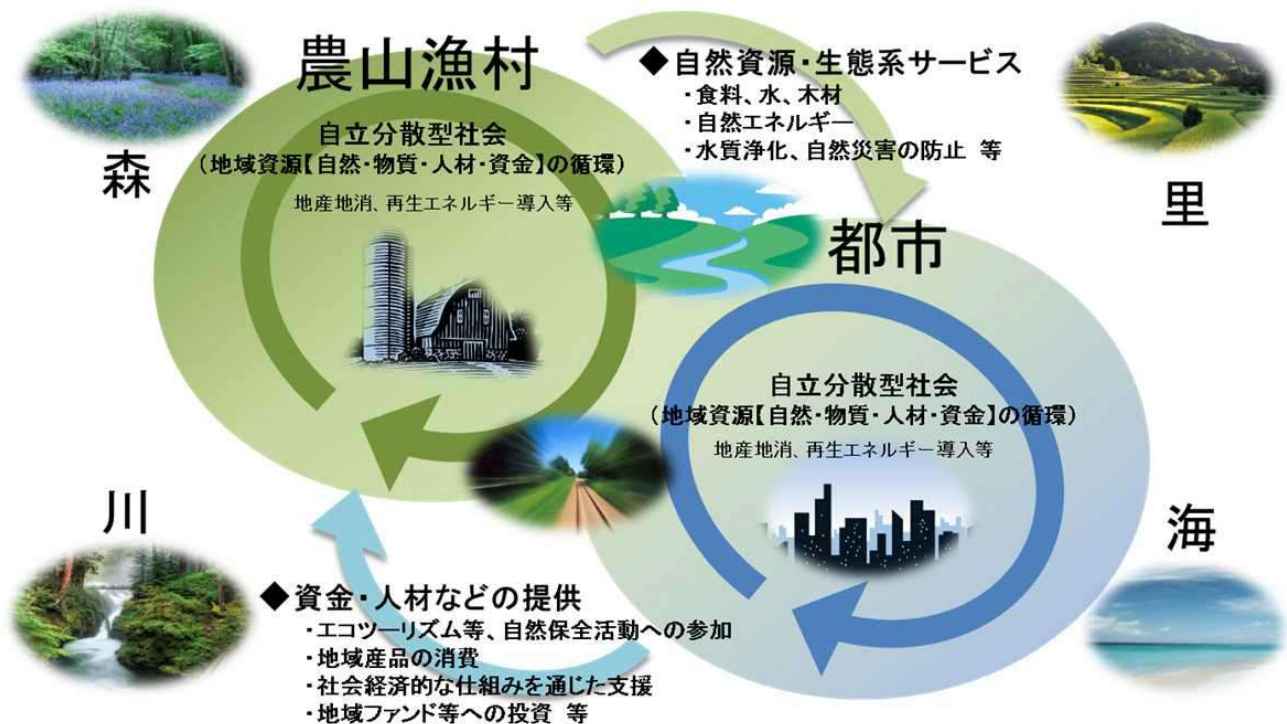 農山漁村
自立分散型社会
（地域資源【自然・物質・人材・資金】の循環）
地産地消、再生エネルギー導入等
◆自然資源・生態系サービス
・食料、水、木材
・自然エネルギー
・水質浄化、自然災害の防止 等
森
里
都市
自立分散型社会
（地域資源【自然・物質・人材・資金】の循環）
地産地消、再生エネルギー導入等
川
海
◆資金・人材などの提供
・エコツーリズム等、自然保全活動への参加
・地域産品の消費
・社会経済的な仕組みを通じた支援
・地域ファンド等への投資 等